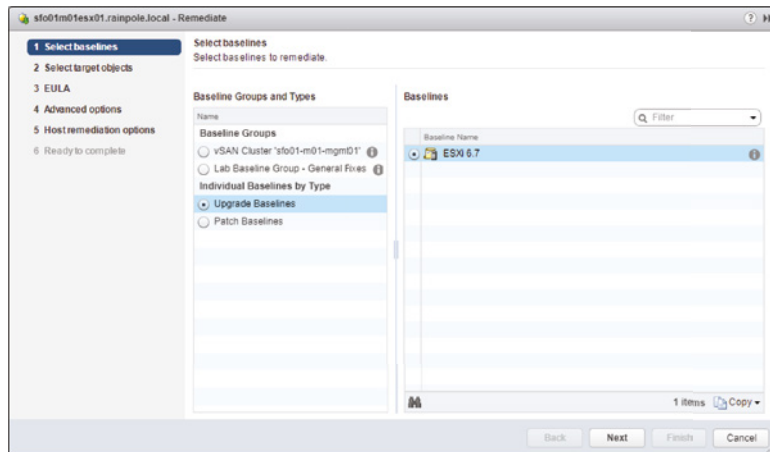 sfo01m01esx01.rainpole.local - Remediate
1 Select baselines
2 Select target objects
3 EULA
4 Advanced options
5 Host remediation options
6 Ready to complete
Select baselines
Select baselines to remediate.
Baseline Groups and Types
Name
Baseline Groups
vSAN Cluster 'sfo01-m01-mgmt01'
Lab Baseline Group - General Fixes
Individual Baselines by Type
Upgrade Baselines
Patch Baselines
Baselines
Filter
Baseline Name
ESXi 6.7
1 items Copy
Back Next Finish Cancel